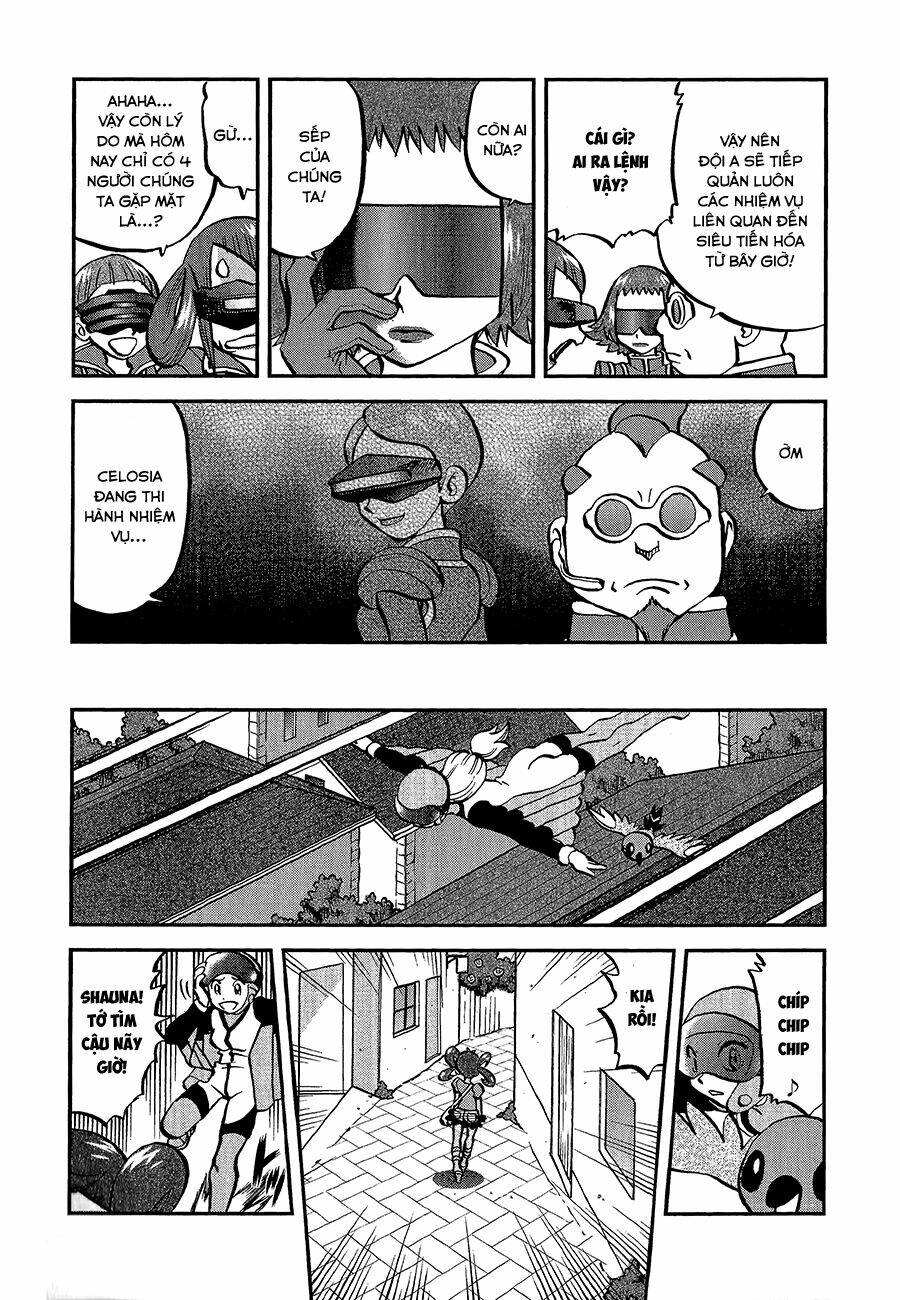 VẬY NÊN
ĐỘI A SẼ TIẾP
QUẢN LUÔN
CÁC NHIỆM VỤ
LIÊN QUAN ĐẾN
SIÊU TIẾN HÓA
TỪ BÂY GIỜ!
CÁI GÌ?
AI RA LỆNH
VẬY?
CÒN AI
NỮA?
SẾP
CỦA
CHÚNG
TA!
GỪ...
AHAHA...
VẬY CÒN LÝ
DO MÀ HÔM
NAY CHỈ CÓ 4
NGƯỜI CHÚNG
TA GẶP MẶT
LÀ...?
ỜM
CELOSIA
ĐANG THI
HÀNH NHIỆM
VỤ...
CHÍP
CHIP
CHIP
KIA
RỒI!
SHAUNA!
TỚ TÌM
CẬU NÃY
GIỜ!